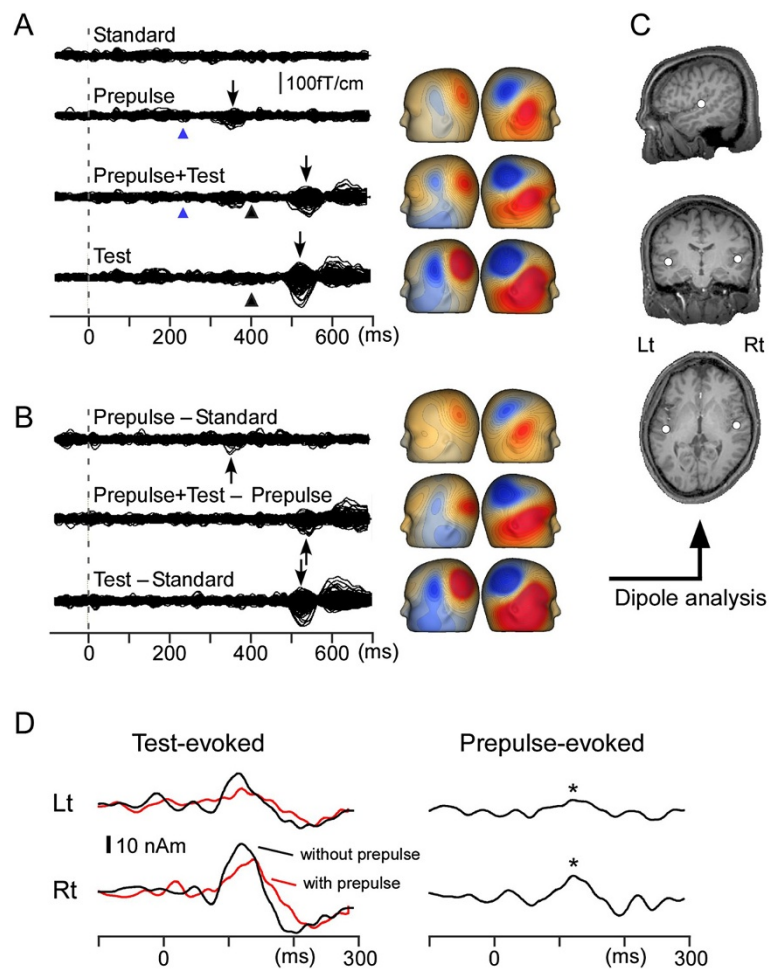 A
Standard
100fT/cm
Prepulse
Prepulse+Test
Test
0 200 400 600 (ms)
B
Prepulse – Standard
Prepulse+Test – Prepulse
Test – Standard
0 200 400 600 (ms)
C
Lt Rt
Dipole analysis
D
Test-evoked Prepulse-evoked
Lt * 
10 nAm
without prepulse
with prepulse
Rt *
0 (ms) 300 0 (ms) 300